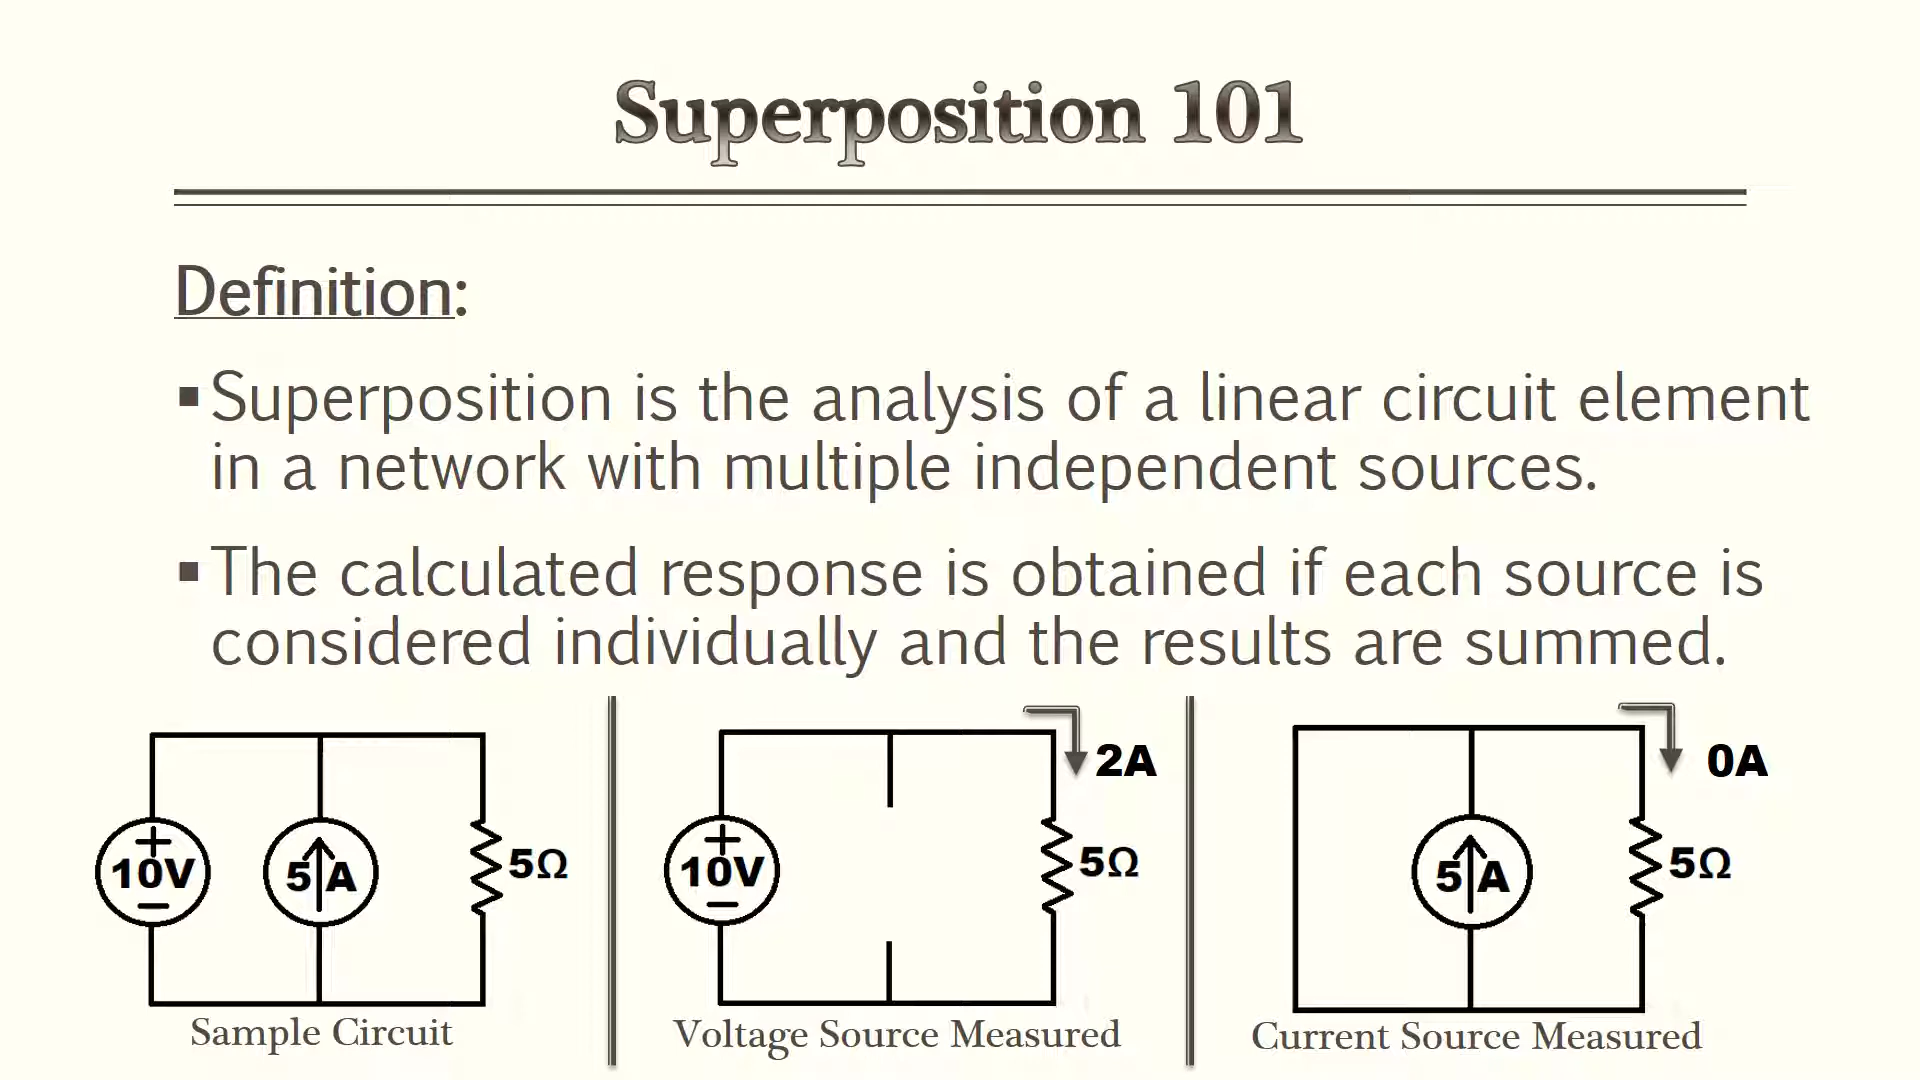 Superposition 101
Definition:
▪Superposition is the analysis of a linear circuit element
in a network with multiple independent sources.
▪The calculated response is obtained if each source is
considered individually and the results are summed.
+
10V
−
5 A
5Ω
Sample Circuit
2A
+
10V
−
5Ω
Voltage Source Measured
0A
5 A
5Ω
Current Source Measured